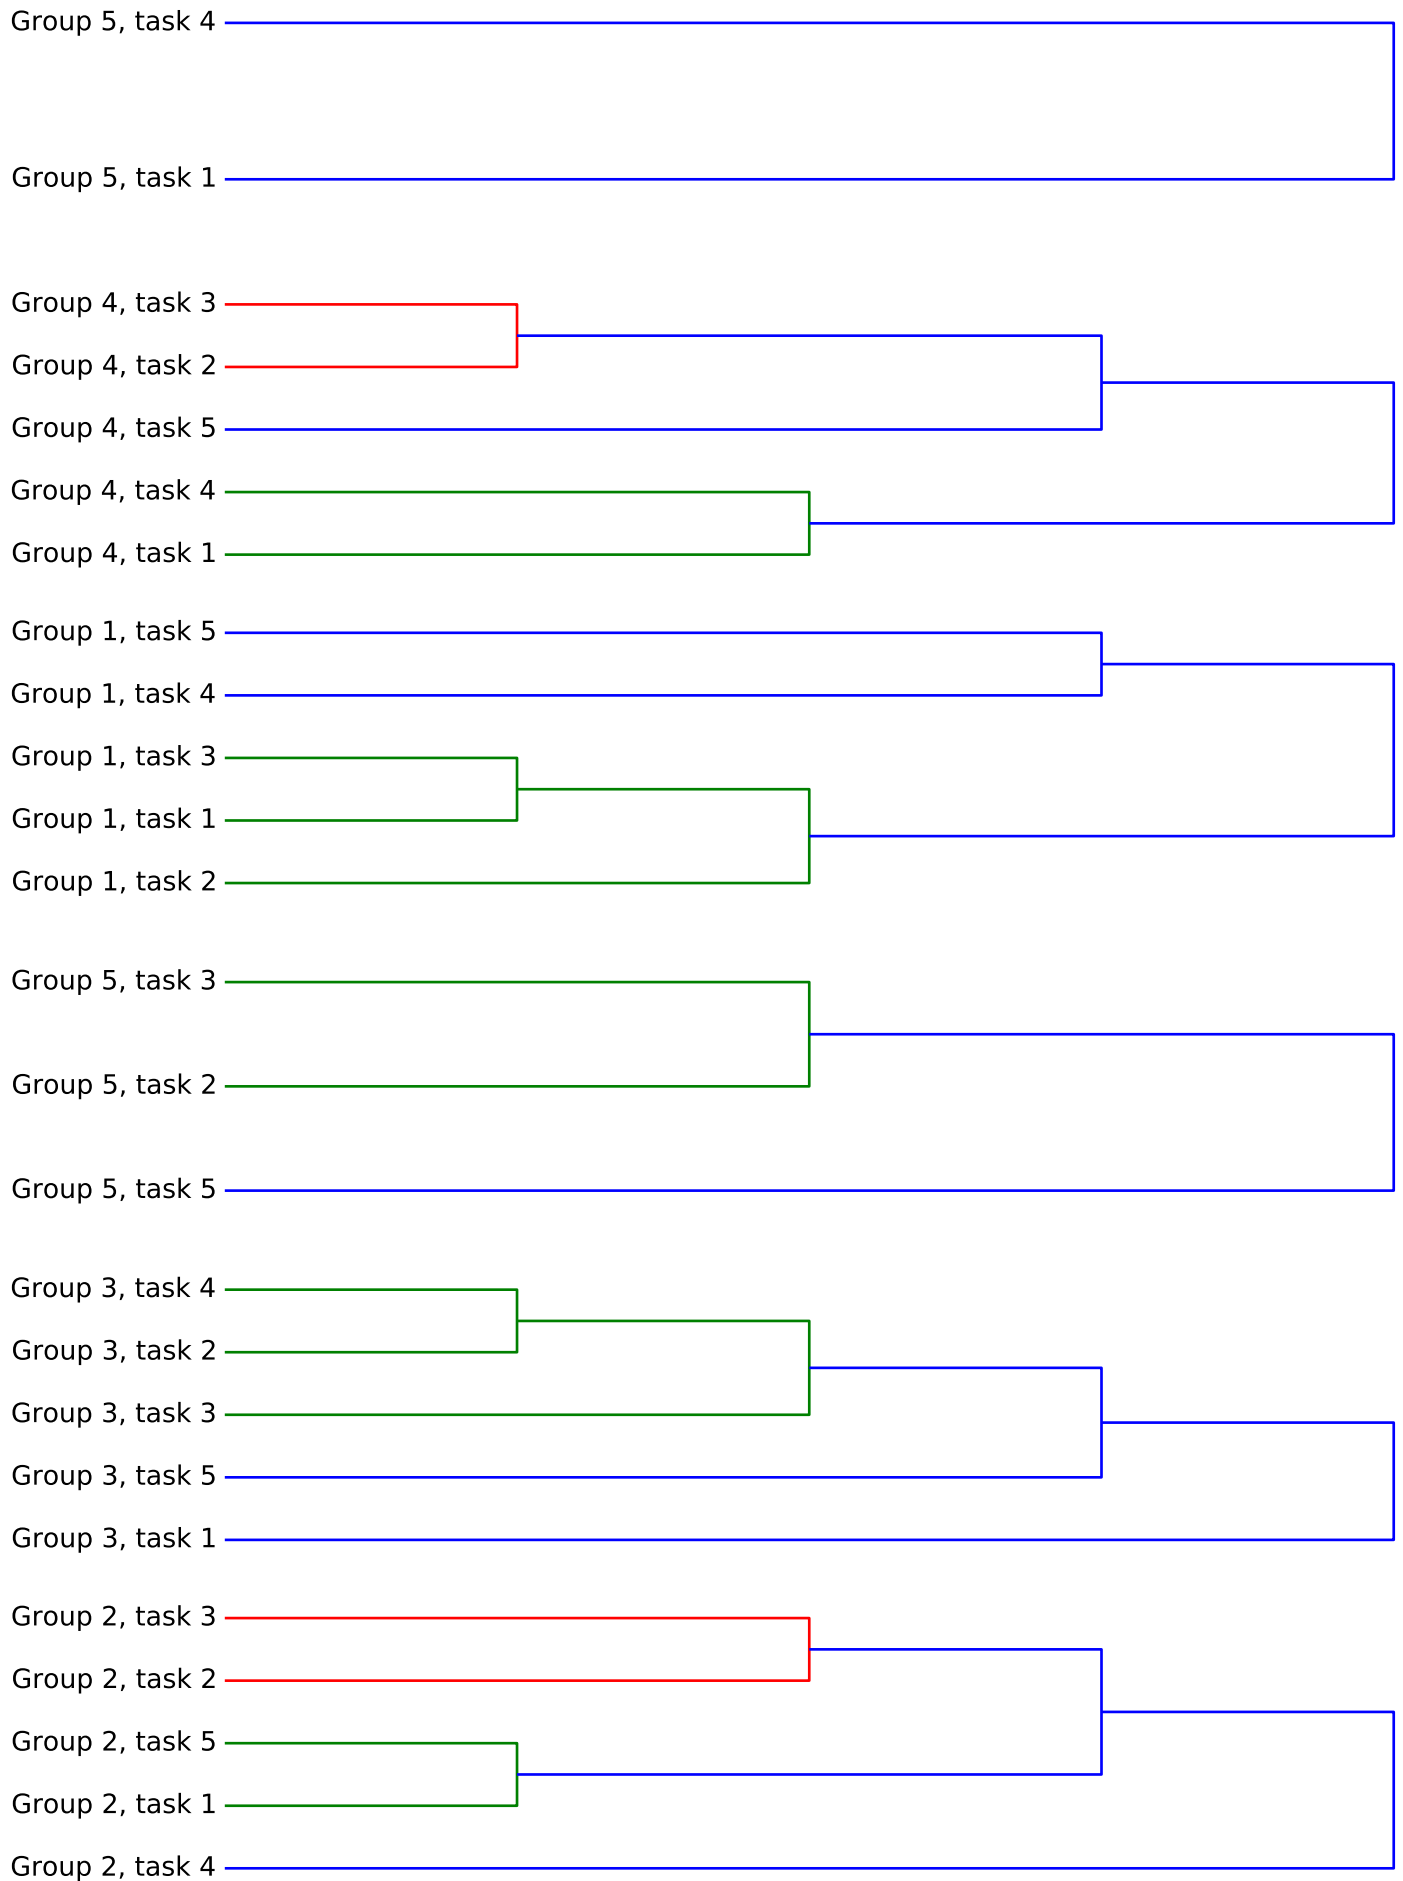 Group 5, task 4
Group 5, task 1
Group 4, task 3
Group 4, task 2
Group 4, task 5
Group 4, task 4
Group 4, task 1
Group 1, task 5
Group 1, task 4
Group 1, task 3
Group 1, task 1
Group 1, task 2
Group 5, task 3
Group 5, task 2
Group 5, task 5
Group 3, task 4
Group 3, task 2
Group 3, task 3
Group 3, task 5
Group 3, task 1
Group 2, task 3
Group 2, task 2
Group 2, task 5
Group 2, task 1
Group 2, task 4